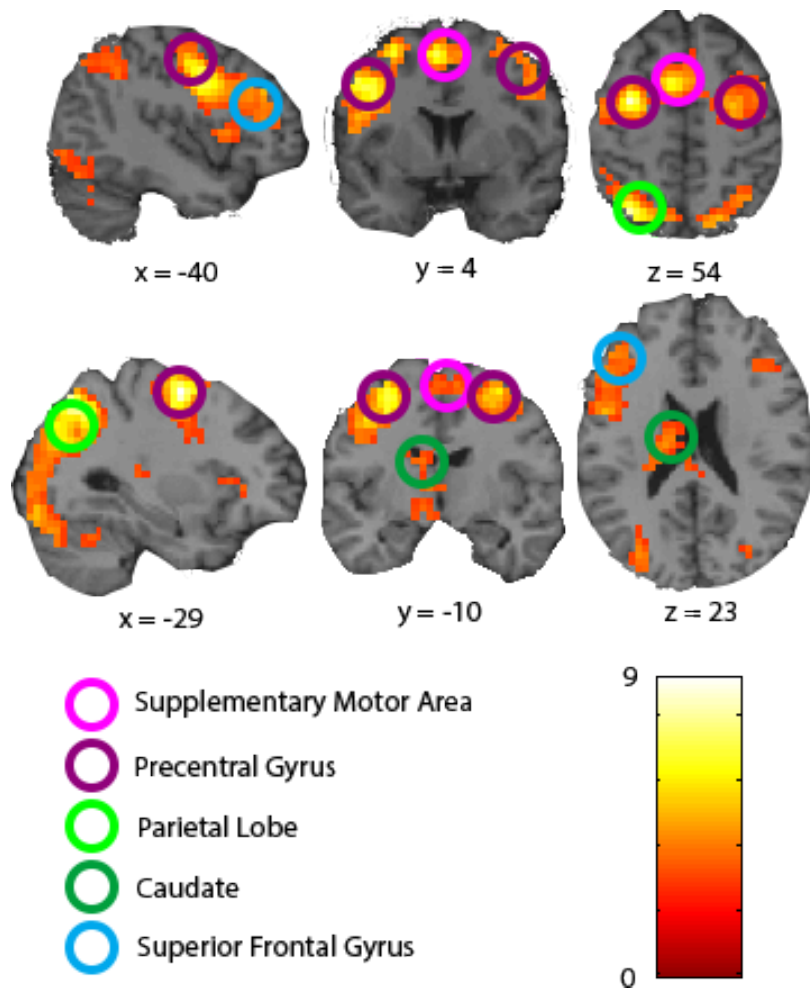 x = -40 y = 4 z = 54
x = -29 y = -10 z = 23
Supplementary Motor Area
Precentral Gyrus
Parietal Lobe
Caudate
Superior Frontal Gyrus
9
0